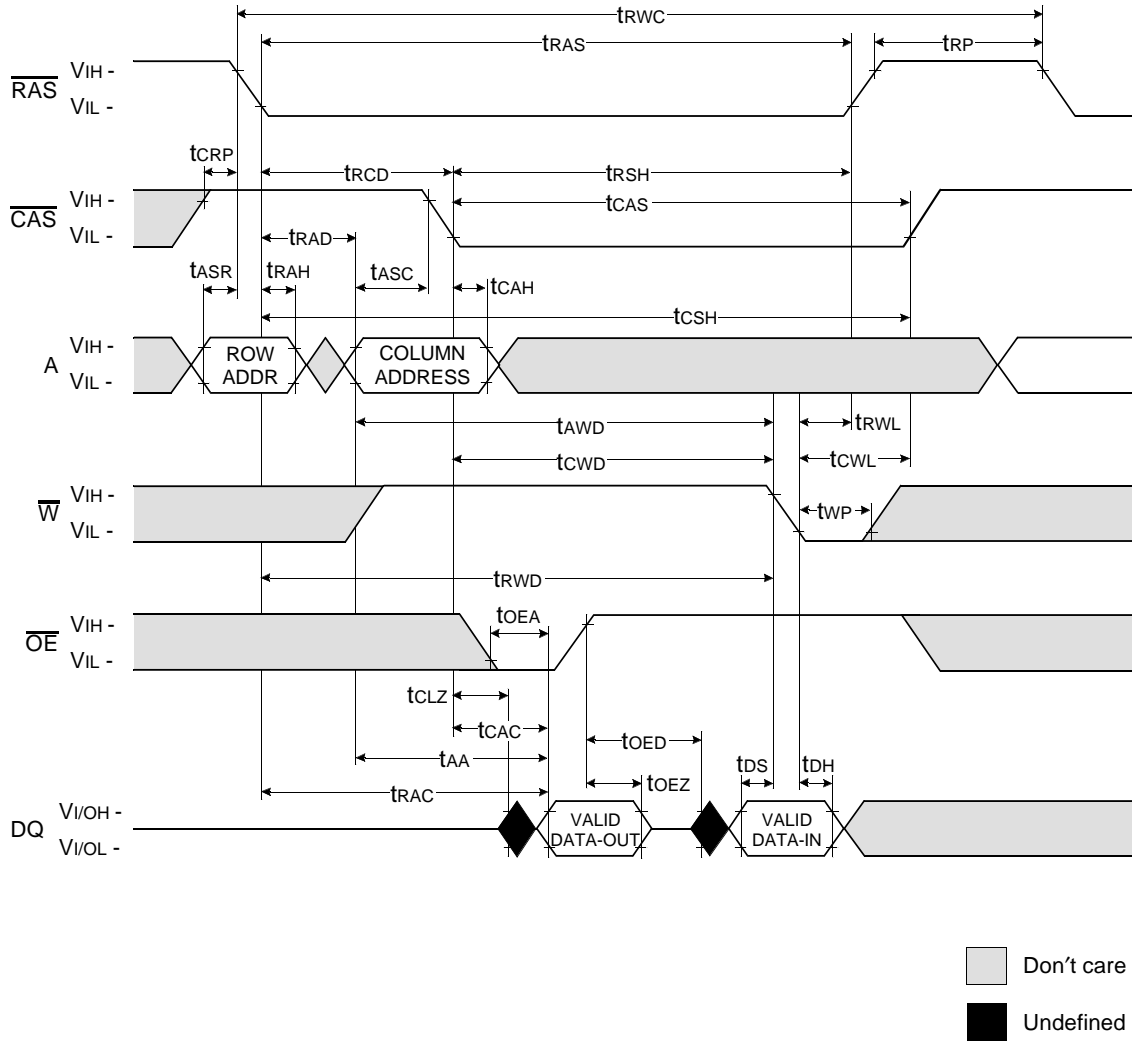 tRWC
tRAS
tRP
RAS
VIH -
VIL -
tCRP
tRCD
tRSH
CAS
VIH -
VIL -
tCAS
tRAD
tASR
tRAH
tASC
tCAH
tCSH
A
VIH -
VIL -
ROW
ADDR
COLUMN
ADDRESS
tAWD
tRWL
tCWD
tCWL
W
VIH -
VIL -
tWP
tRWD
OE
VIH -
VIL -
tOEA
tCLZ
tCAC
tOED
tAA
tDS
tDH
tOEZ
tRAC
DQ
VI/OH -
VI/OL -
VALID
DATA-OUT
VALID
DATA-IN
Don′t care
Undefined